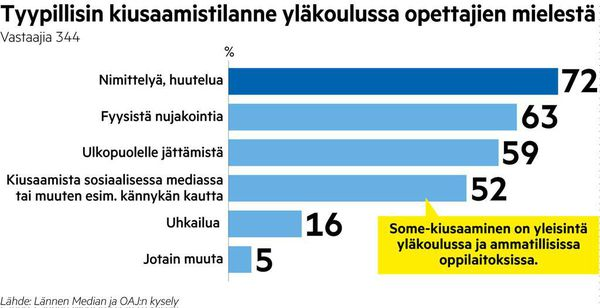 Tyypillisin kiusaamistilanne yläkoulussa opettajien mielestä
Vastaajia 344
%
Nimittelyä, huutelua 72
Fyysistä nujakointia 63
Ulkopuolelle jättämistä 59
Kiusaamista sosiaalisessa mediassa
tai muuten esim. kännykän kautta 52
Uhkailua 16
Jotain muuta 5
Some-kiusaaminen on yleisintä
yläkoulussa ja ammatillisissa
oppilaitoksissa.
Lähde: Lännen Median ja OAJ:n kysely